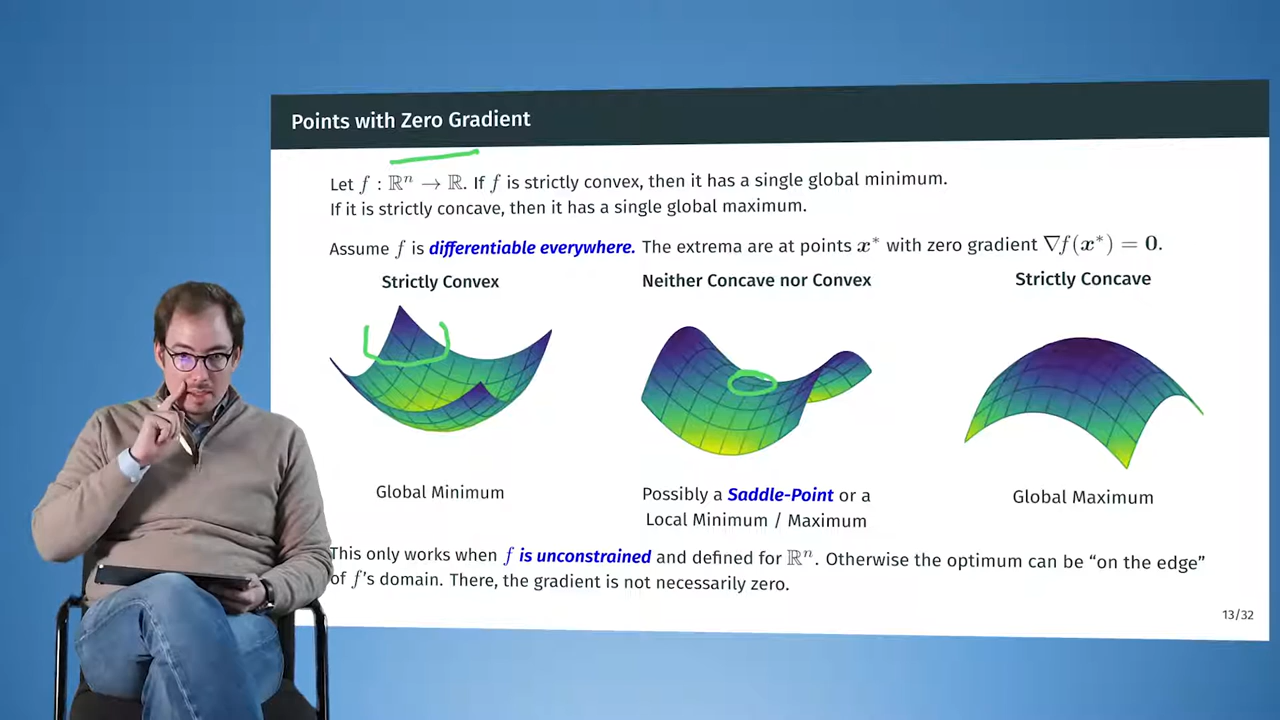 Points with Zero Gradient
Let f : ℝⁿ → ℝ. If f is strictly convex, then it has a single global minimum.
If it is strictly concave, then it has a single global maximum.
Assume f is differentiable everywhere. The extrema are at points x* with zero gradient ∇f(x*) = 0.
Strictly Convex
Neither Concave nor Convex
Strictly Concave
Global Minimum
Possibly a Saddle-Point or a
Local Minimum / Maximum
Global Maximum
This only works when f is unconstrained and defined for ℝⁿ. Otherwise the optimum can be “on the edge”
of f’s domain. There, the gradient is not necessarily zero.
13/32